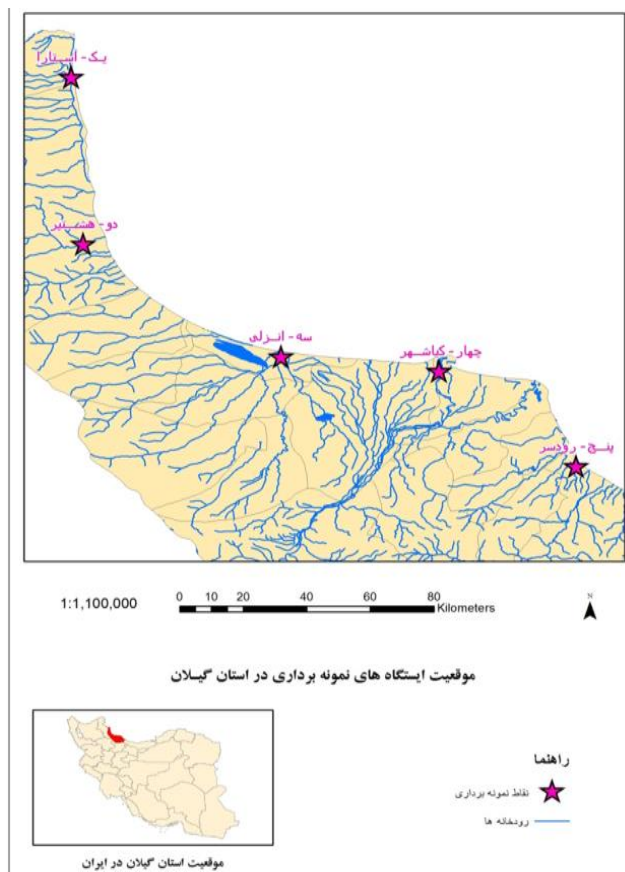 یک - آستارا
دو - هشتپر
سه - انزلی
چهار - کیاشهر
پنج - رودسر
1:1,100,000
0 10 20 40 60 80
Kilometers
N
موقعیت ایستگاه های نمونه برداری در استان گیلان
راهنما
نقاط نمونه برداری
رودخانه ها
موقعیت استان گیلان در ایران